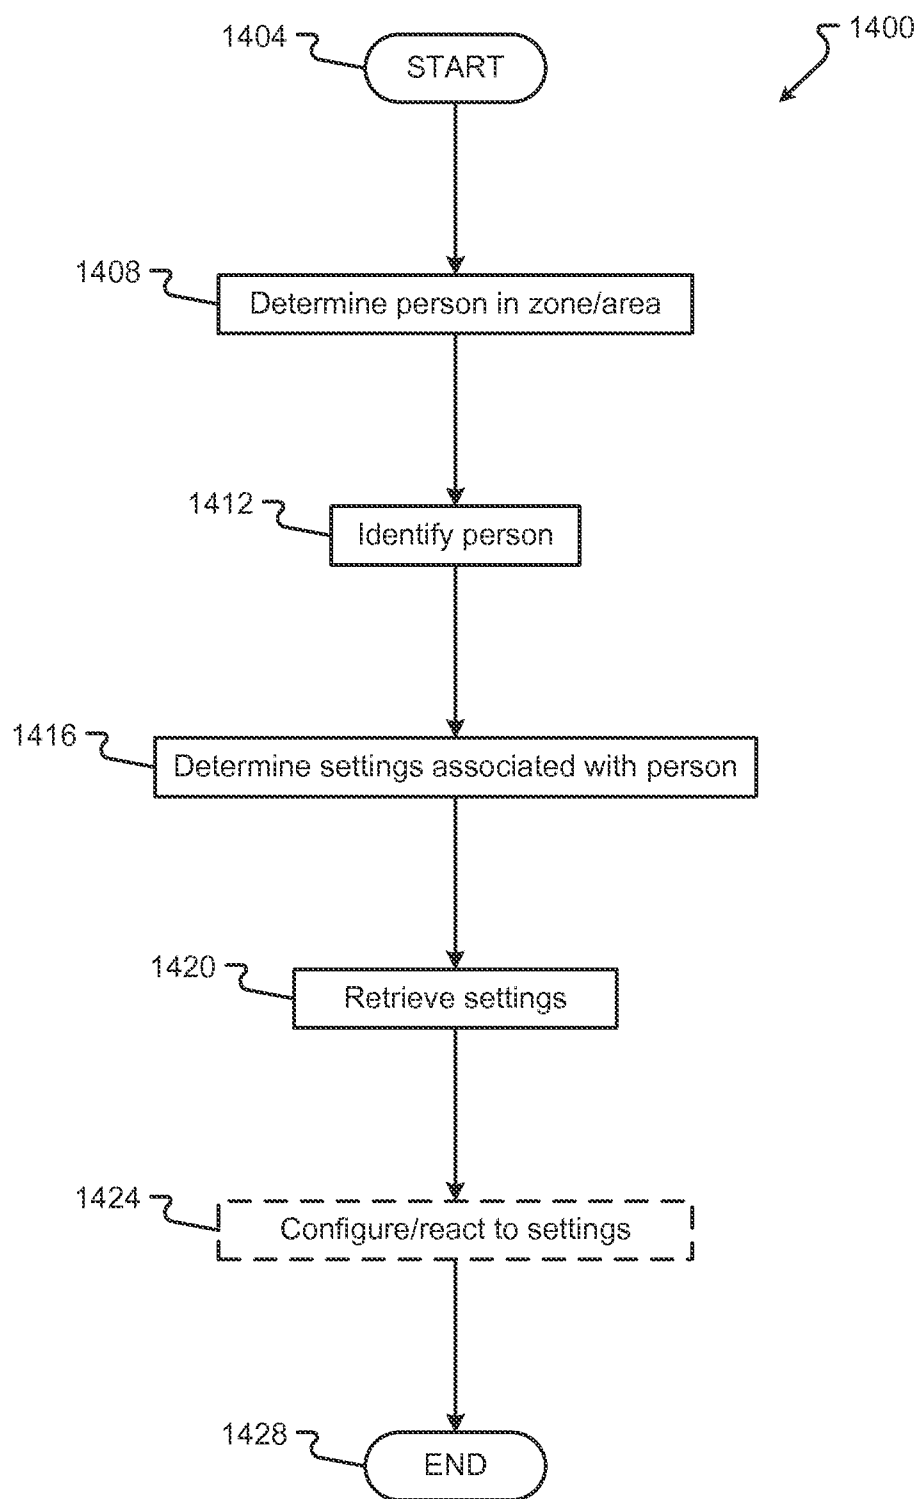 1400
1404
START
1408
Determine person in zone/area
1412
Identify person
1416
Determine settings associated with person
1420
Retrieve settings
1424
Configure/react to settings
1428
END